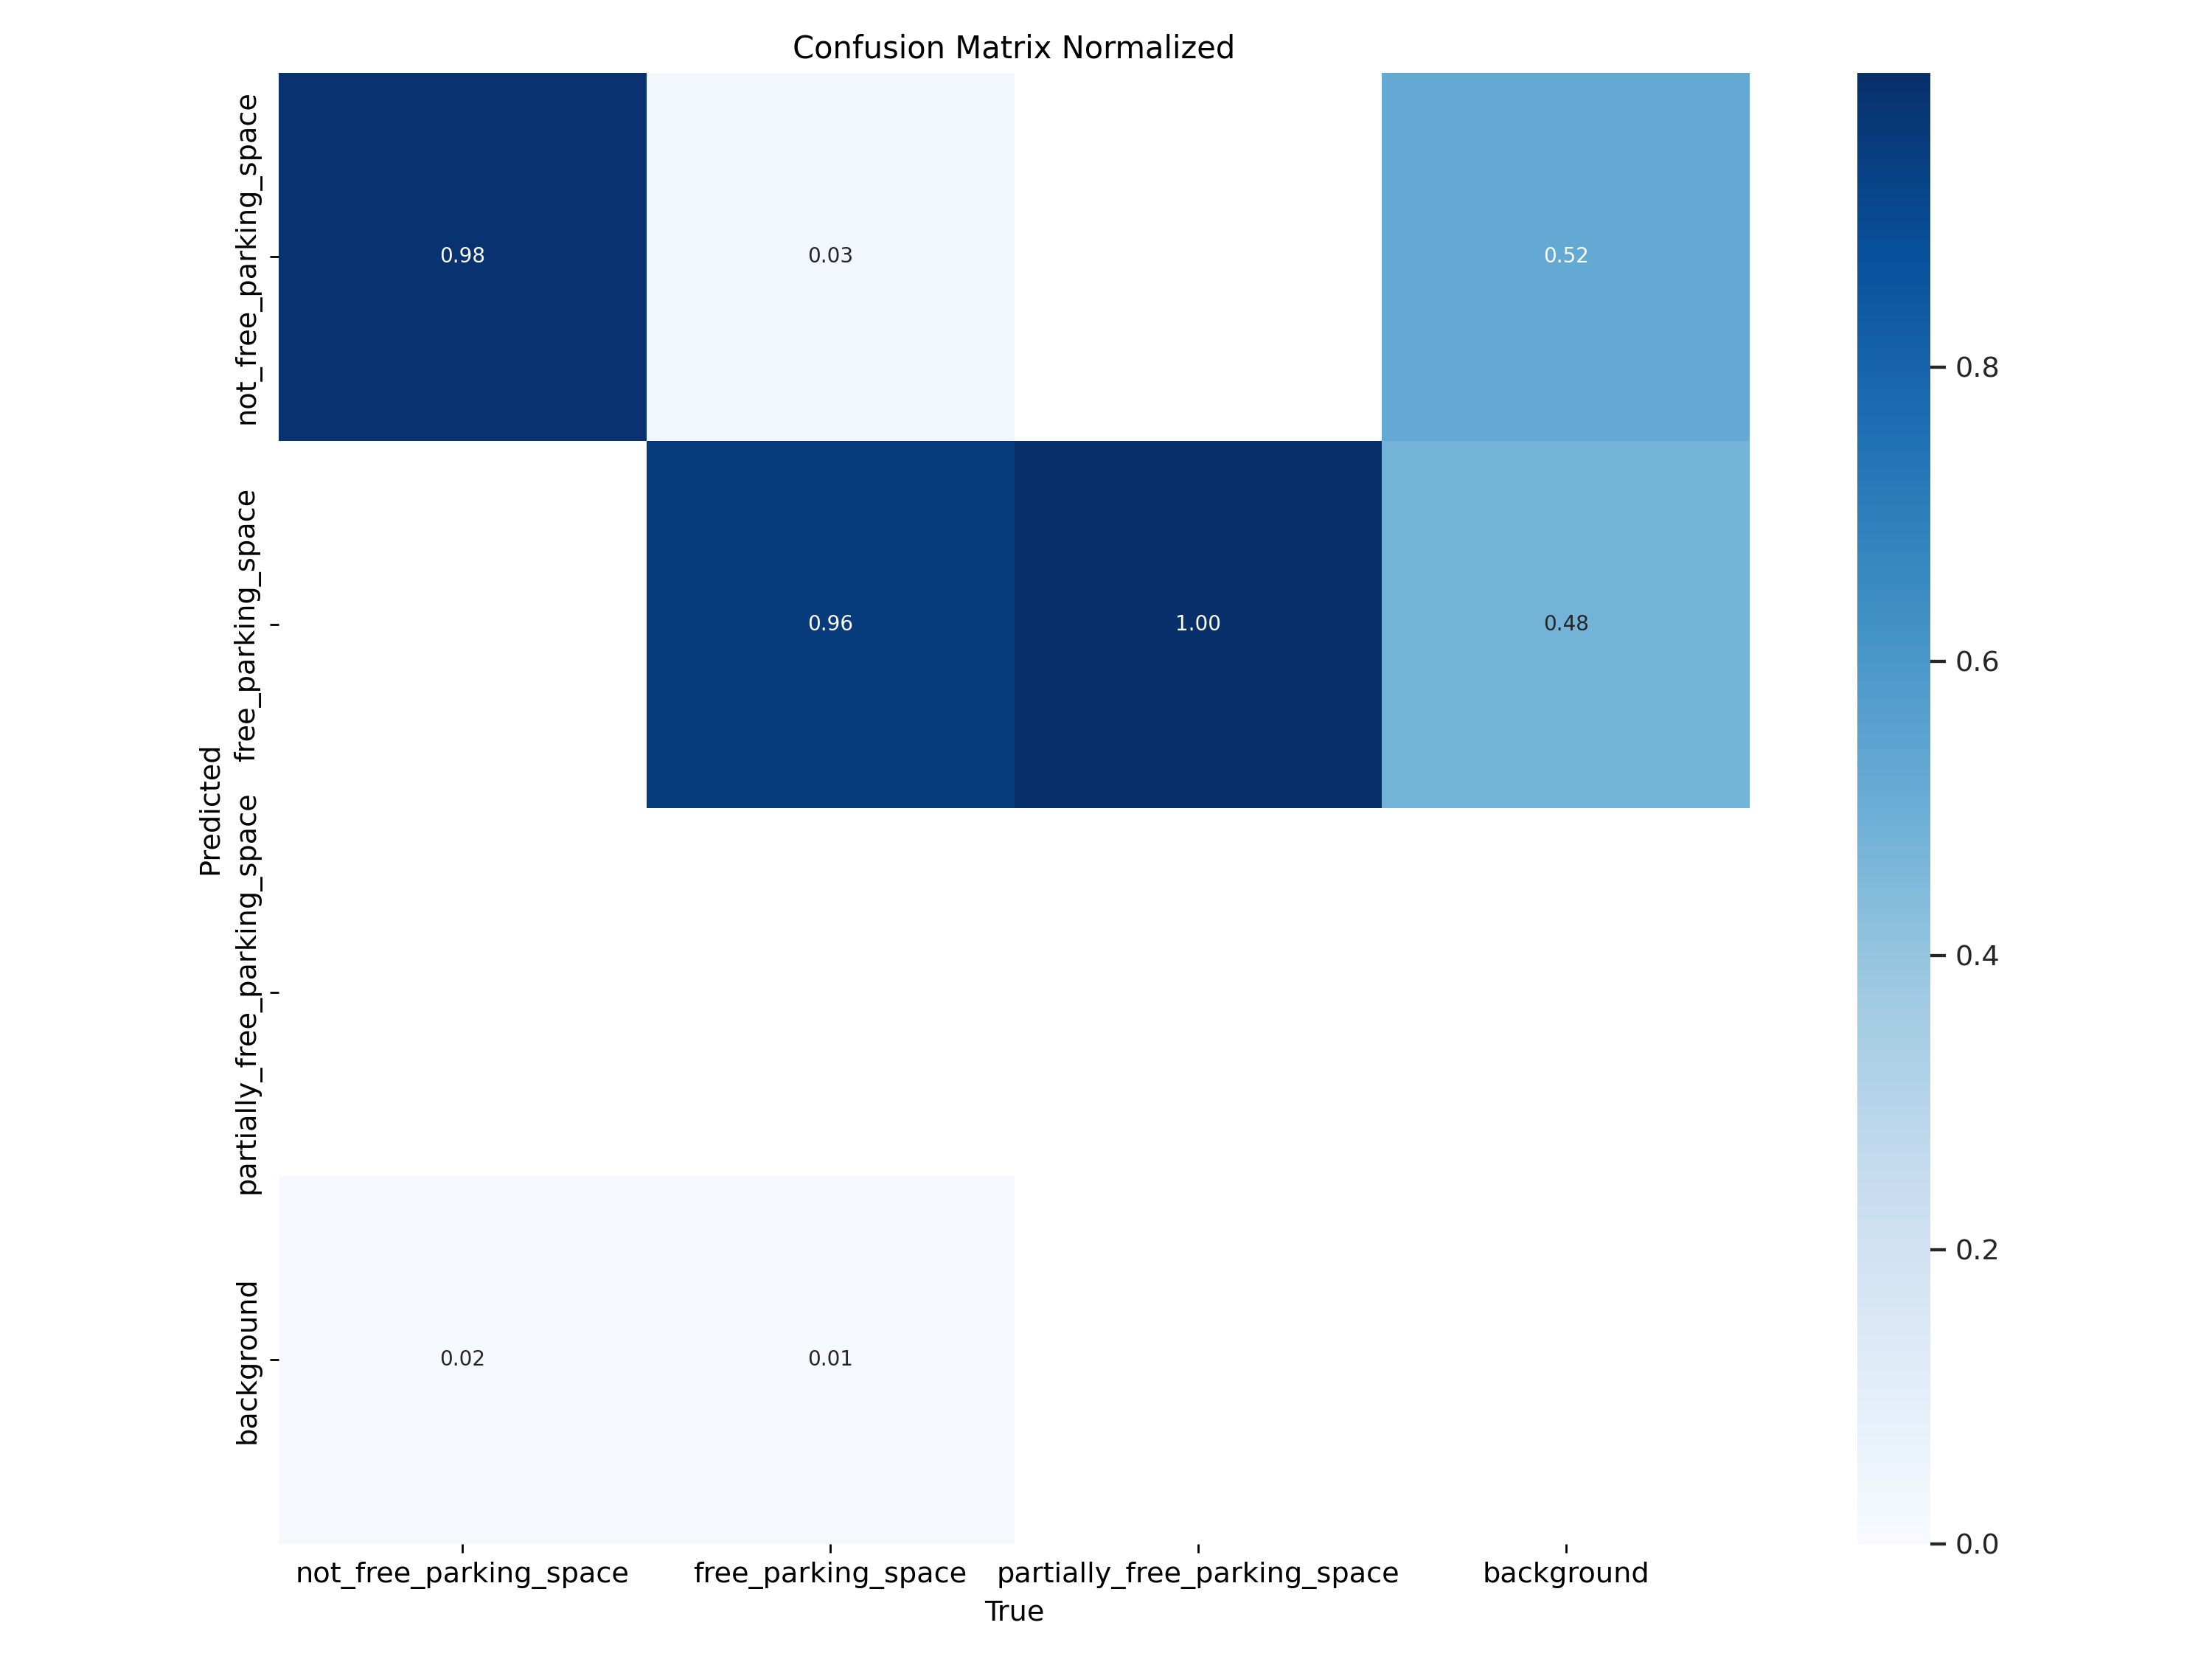 Confusion Matrix Normalized
Predicted
not_free_parking_space
free_parking_space
partially_free_parking_space
background
0.98
0.03
0.52
0.96
1.00
0.48
0.02
0.01
not_free_parking_space
free_parking_space
partially_free_parking_space
background
True
0.8
0.6
0.4
0.2
0.0